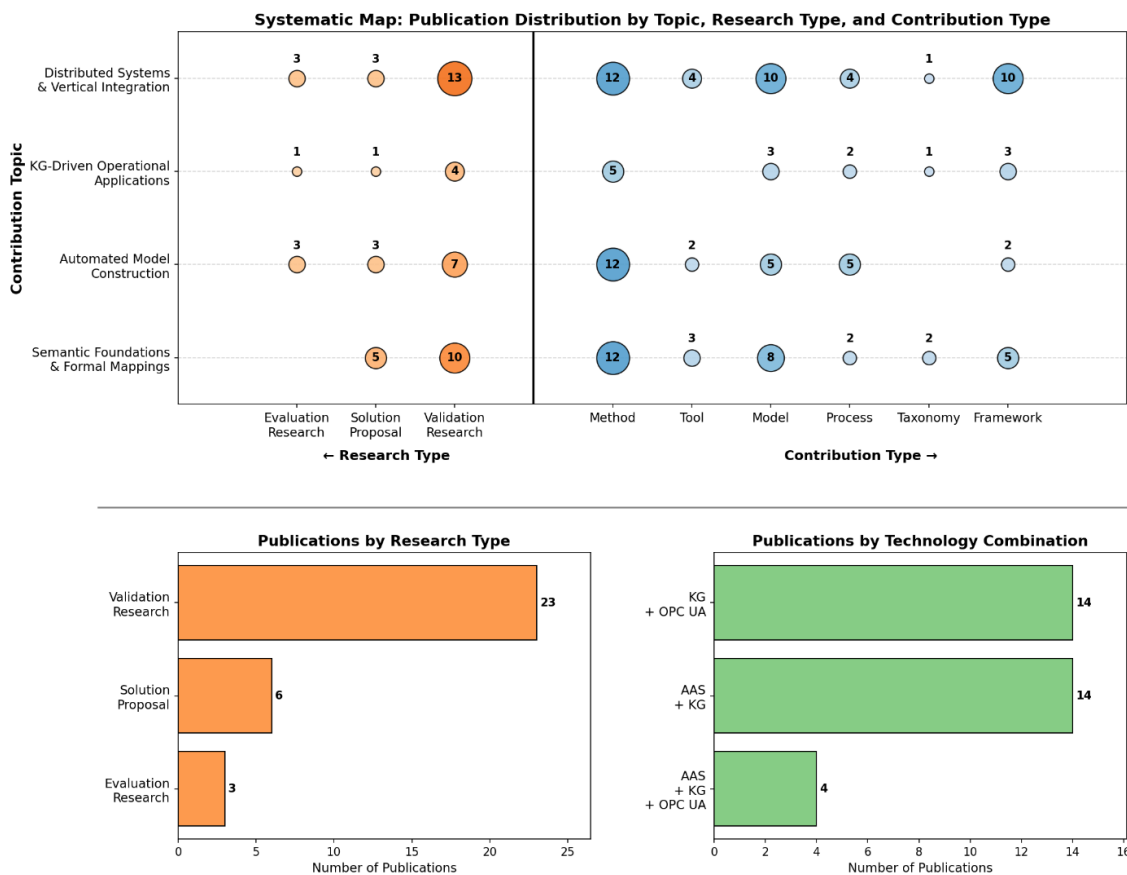 Systematic Map: Publication Distribution by Topic, Research Type, and Contribution Type
Contribution Topic
Distributed Systems
& Vertical Integration
3
3
13
12
4
10
4
1
10
KG-Driven Operational
Applications
1
1
4
5
3
2
1
3
Automated Model
Construction
3
3
7
12
2
5
5
2
Semantic Foundations
& Formal Mappings
5
10
12
3
8
2
2
5
Evaluation
Research
Solution
Proposal
Validation
Research
Method
Tool
Model
Process
Taxonomy
Framework
← Research Type
Contribution Type →
Publications by Research Type
Validation
Research
23
Solution
Proposal
6
Evaluation
Research
3
0
5
10
15
20
25
Number of Publications
Publications by Technology Combination
KG
+ OPC UA
14
AAS
+ KG
14
AAS
+ KG
+ OPC UA
4
0
2
4
6
8
10
12
14
16
Number of Publications